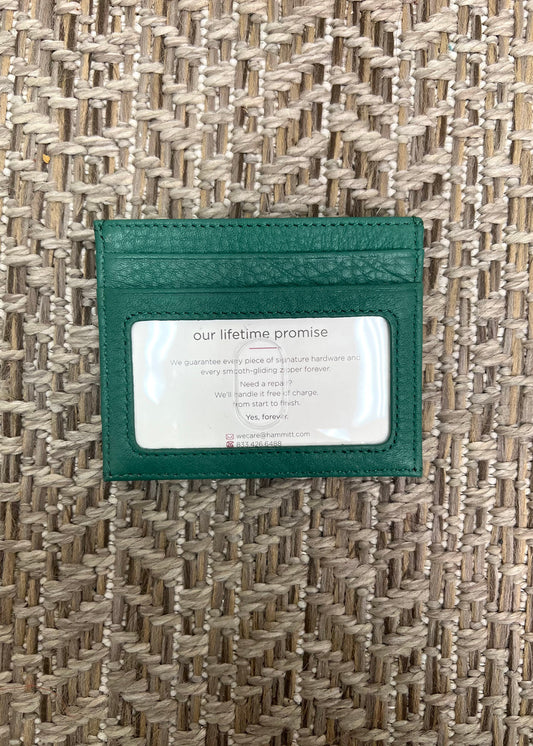 our lifetime promise
We guarantee every piece of signature hardware and
every smooth-gliding zipper forever.
Need a repair?
We'll handle it free of charge,
from start to finish.
Yes, forever.
wecare@hammitt.com
833.426.6488